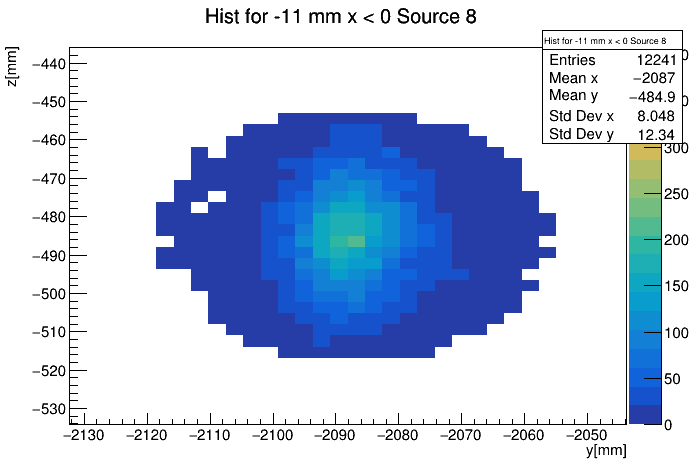 Hist for -11 mm x < 0 Source 8
z[mm]
−440
−450
−460
−470
−480
−490
−500
−510
−520
−530
−2130
−2120
−2110
−2100
−2090
−2080
−2070
−2060
−2050
y[mm]
Hist for -11 mm x < 0 Source 8
Entries 12241
Mean x −2087
Mean y −484.9
Std Dev x 8.048
Std Dev y 12.34
300
250
200
150
100
50
0